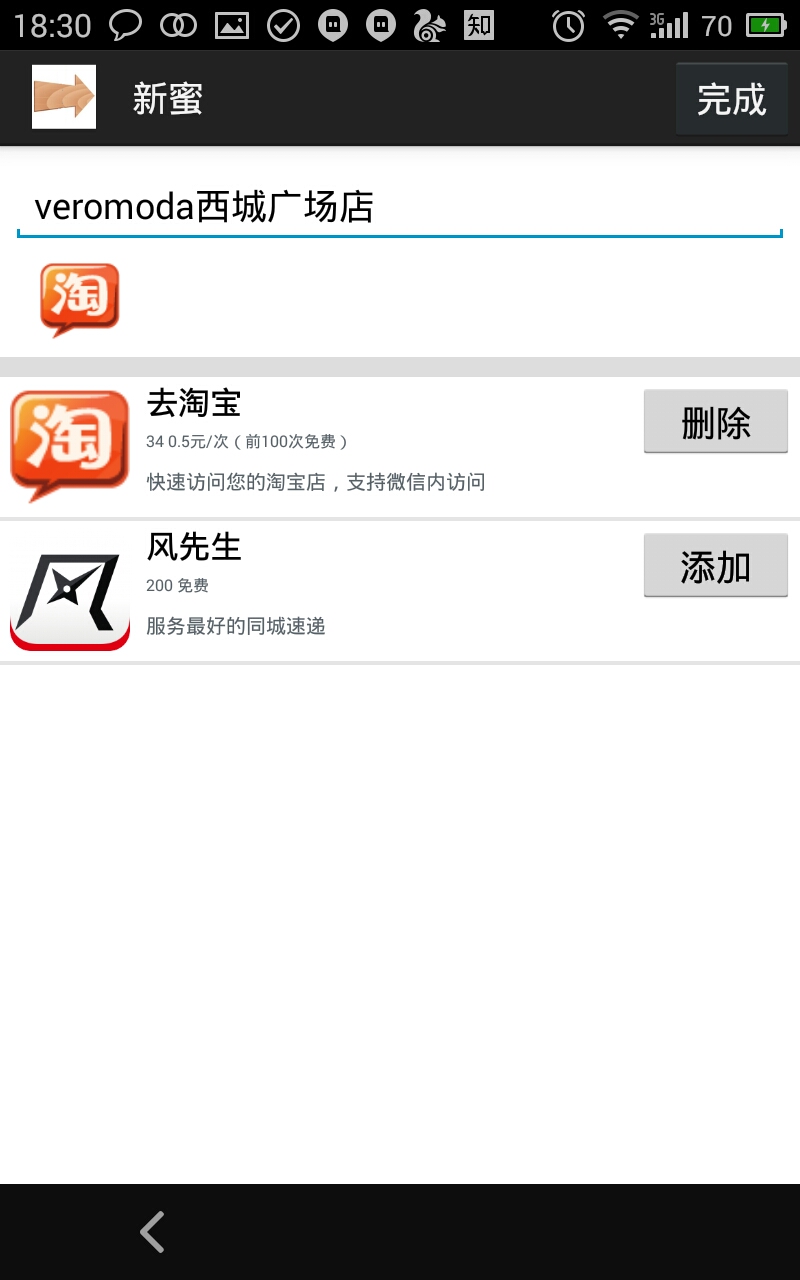 18:30 知 3G 70
新蜜 完成
veromoda西城广场店
淘
淘 去淘宝 删除
34 0.5元/次（前100次免费）
快速访问您的淘宝店，支持微信内访问
风先生 添加
200 免费
服务最好的同城速递